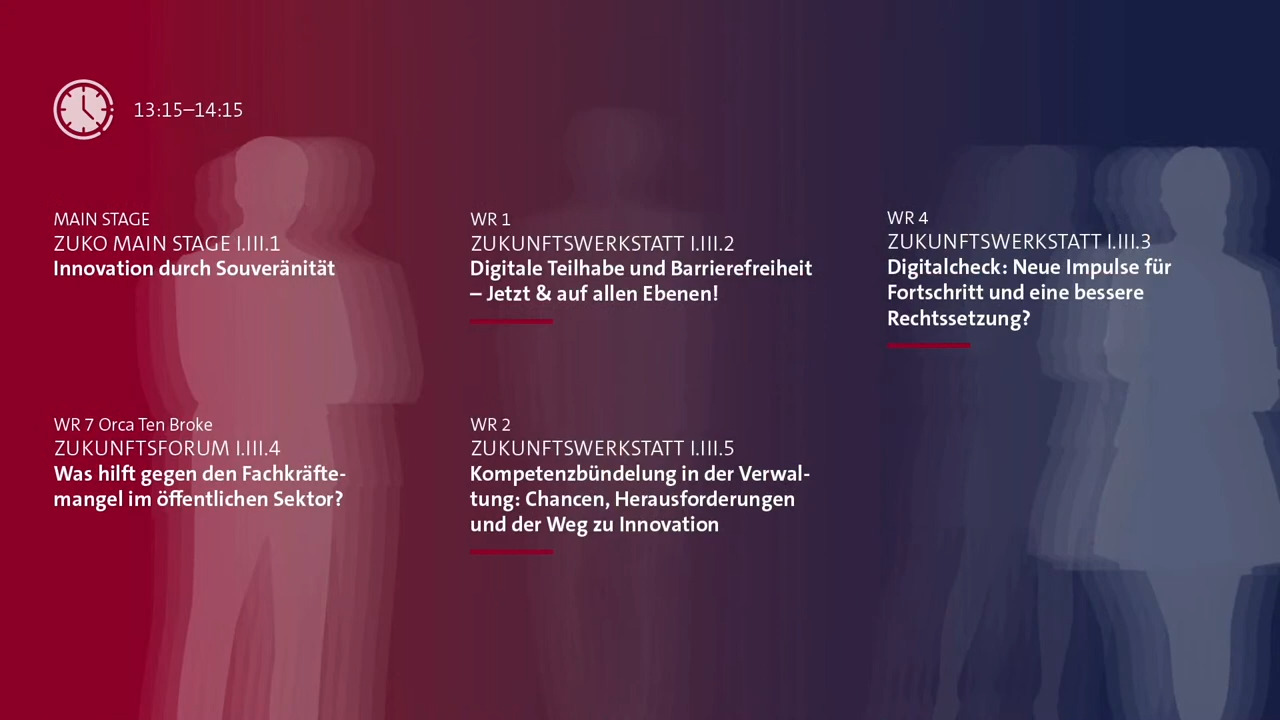 13:15–14:15
MAIN STAGE
ZUKO MAIN STAGE I.III.1
Innovation durch Souveränität
WR 1
ZUKUNFTSWERKSTATT I.III.2
Digitale Teilhabe und Barrierefreiheit
– Jetzt & auf allen Ebenen!
WR 4
ZUKUNFTSWERKSTATT I.III.3
Digitalcheck: Neue Impulse für
Fortschritt und eine bessere
Rechtssetzung?
WR 7 Orca Ten Broke
ZUKUNFTSFORUM I.III.4
Was hilft gegen den Fachkräfte-
mangel im öffentlichen Sektor?
WR 2
ZUKUNFTSWERKSTATT I.III.5
Kompetenzbündelung in der Verwal-
tung: Chancen, Herausforderungen
und der Weg zu Innovation